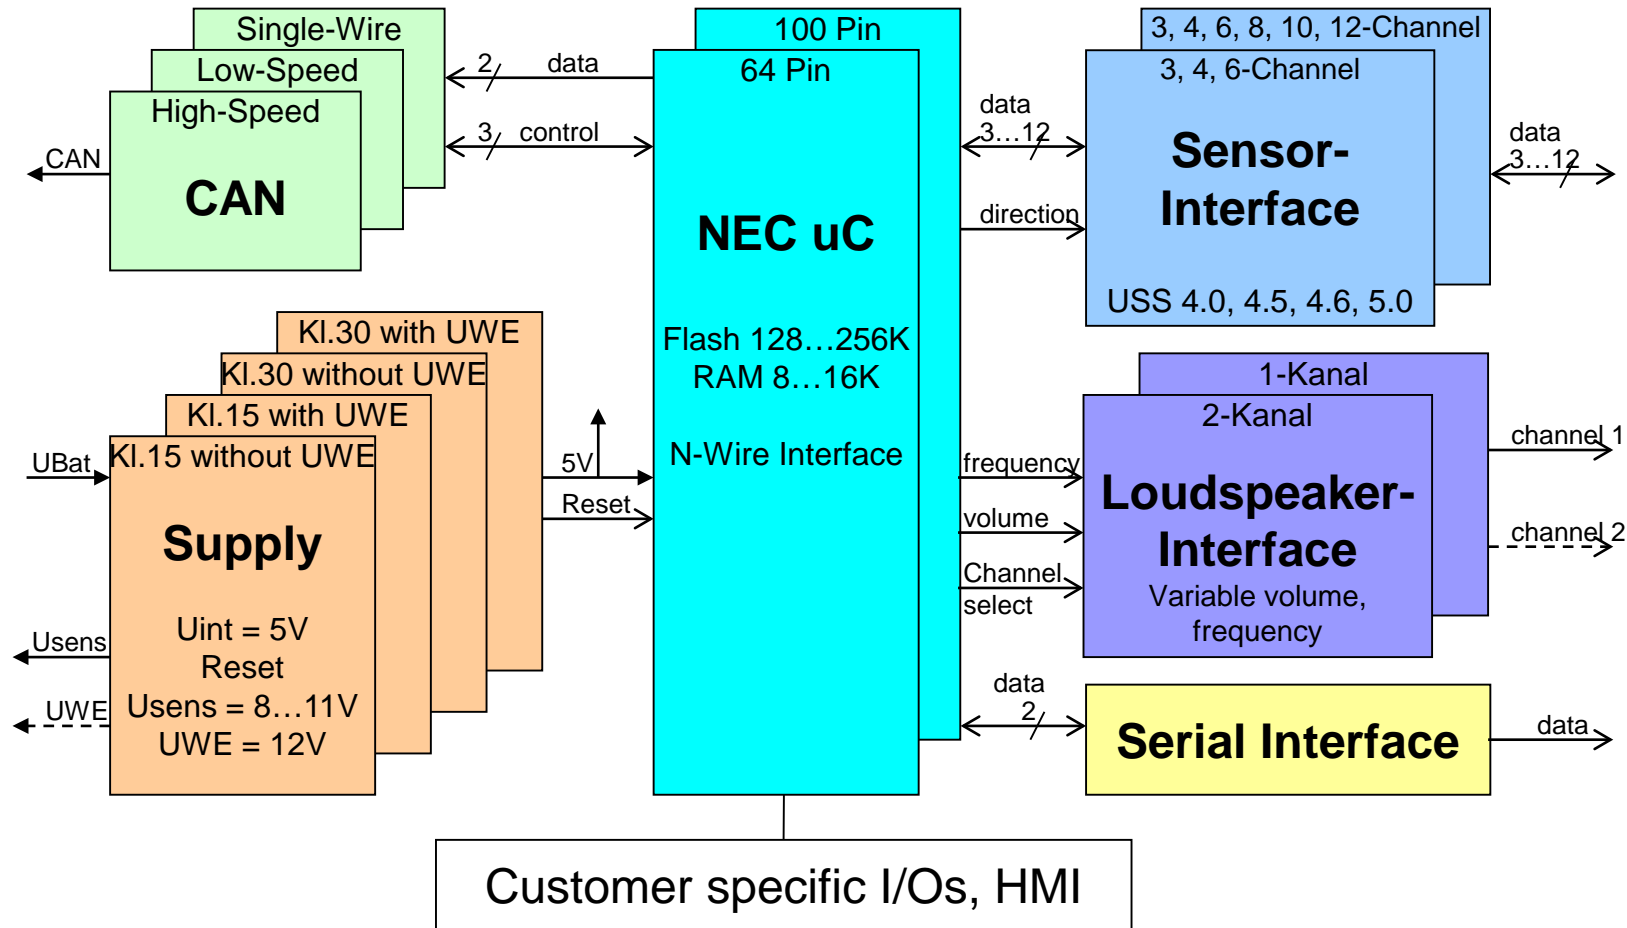 Single-Wire
Low-Speed
High-Speed
CAN
CAN
2 data
3 control
100 Pin
64 Pin
NEC uC
Flash 128…256K
RAM 8…16K
N-Wire Interface
3, 4, 6, 8, 10, 12-Channel
3, 4, 6-Channel
Sensor-
Interface
USS 4.0, 4.5, 4.6, 5.0
data
3…12
direction
data
3…12
Kl.30 with UWE
Kl.30 without UWE
Kl.15 with UWE
Kl.15 without UWE
Supply
Uint = 5V
Reset
Usens = 8…11V
UWE = 12V
UBat
Usens
UWE
5V
Reset
1-Kanal
2-Kanal
Loudspeaker-
Interface
Variable volume,
frequency
frequency
volume
Channel
select
channel 1
channel 2
data
2
Serial Interface
data
Customer specific I/Os, HMI